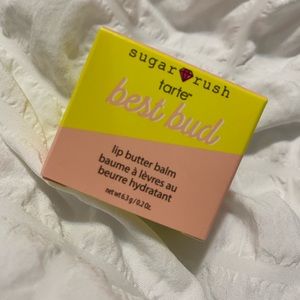 sugar rush
tarte™
best bud
lip butter balm
baume à lèvres au
beurre hydratant
net wt 6.3 g / 0.2 oz.